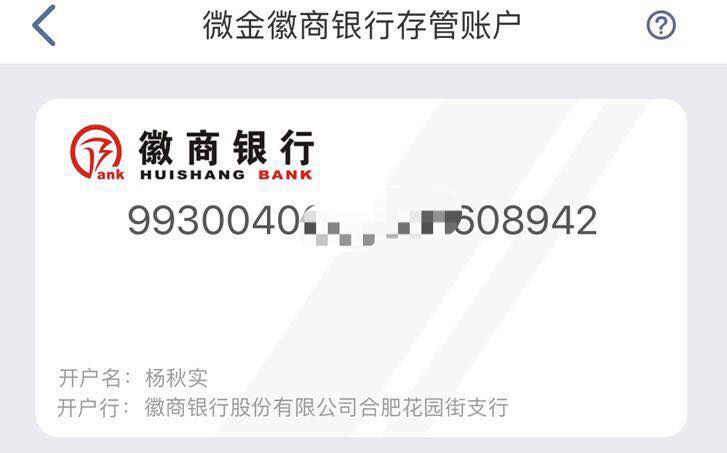 微金徽商银行存管账户
ank
徽商银行
HUISHANG BANK
9930040 608942
开户名：杨秋实
开户行：徽商银行股份有限公司合肥花园街支行